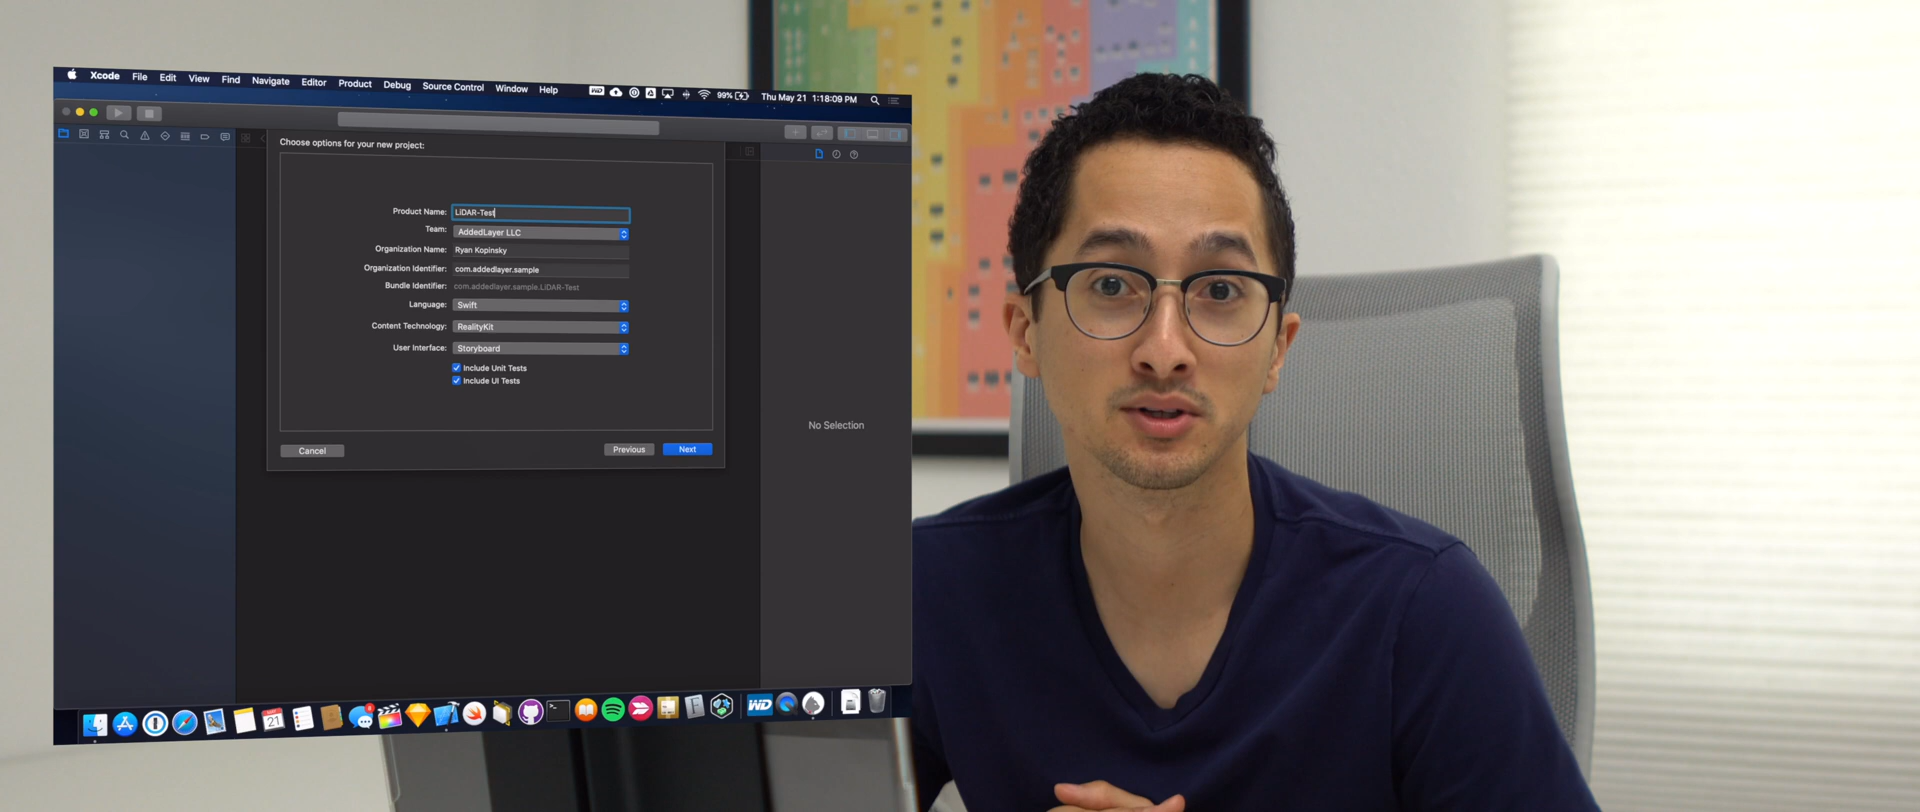 Xcode File Edit View Find Navigate Editor Product Debug Source Control Window Help 99% Thu May 21 1:18:09 PM
Choose options for your new project:
Product Name: LiDAR-Test
Team: AddedLayer LLC
Organization Name: Ryan Kopinsky
Organization Identifier: com.addedlayer.sample
Bundle Identifier: com.addedlayer.sample.LiDAR-Test
Language: Swift
Content Technology: RealityKit
User Interface: Storyboard
Include Unit Tests
Include UI Tests
No Selection
Cancel Previous Next
21
WD